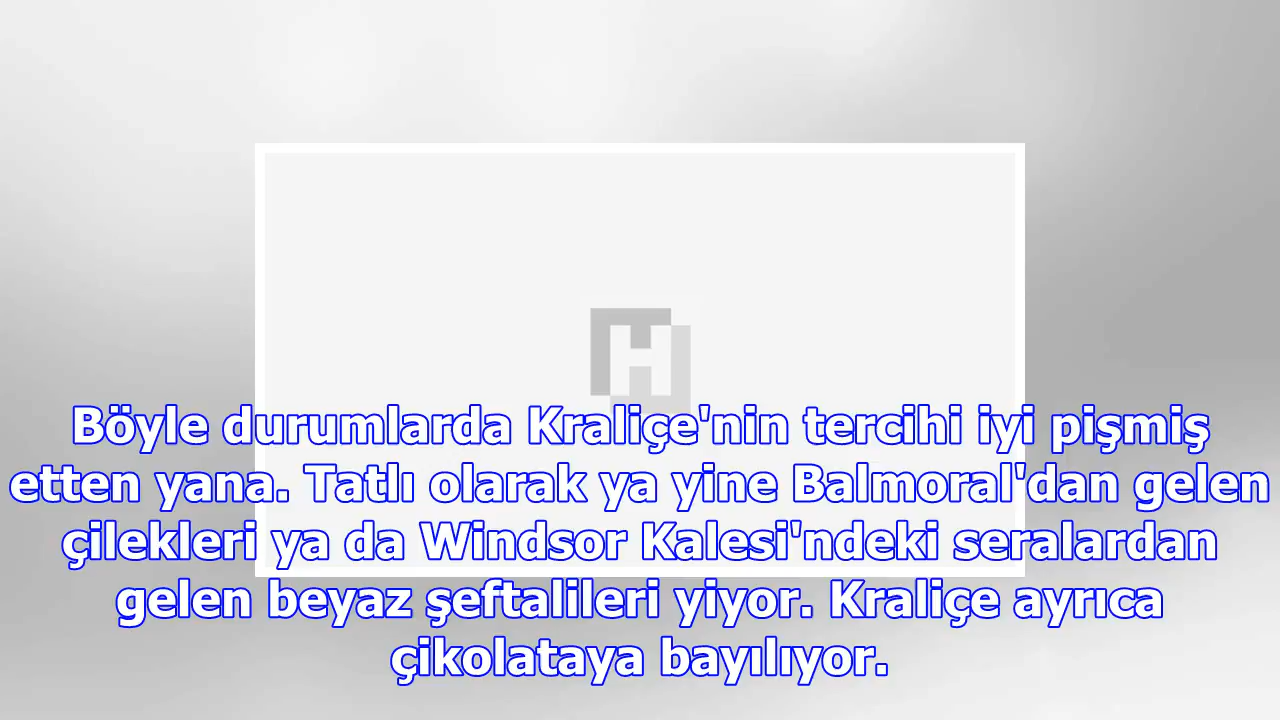 H
Böyle durumlarda Kraliçe'nin tercihi iyi pişmiş
etten yana. Tatlı olarak ya yine Balmoral'dan gelen
çilekleri ya da Windsor Kalesi'ndeki seralardan
gelen beyaz şeftalileri yiyor. Kraliçe ayrıca
çikolataya bayılıyor.